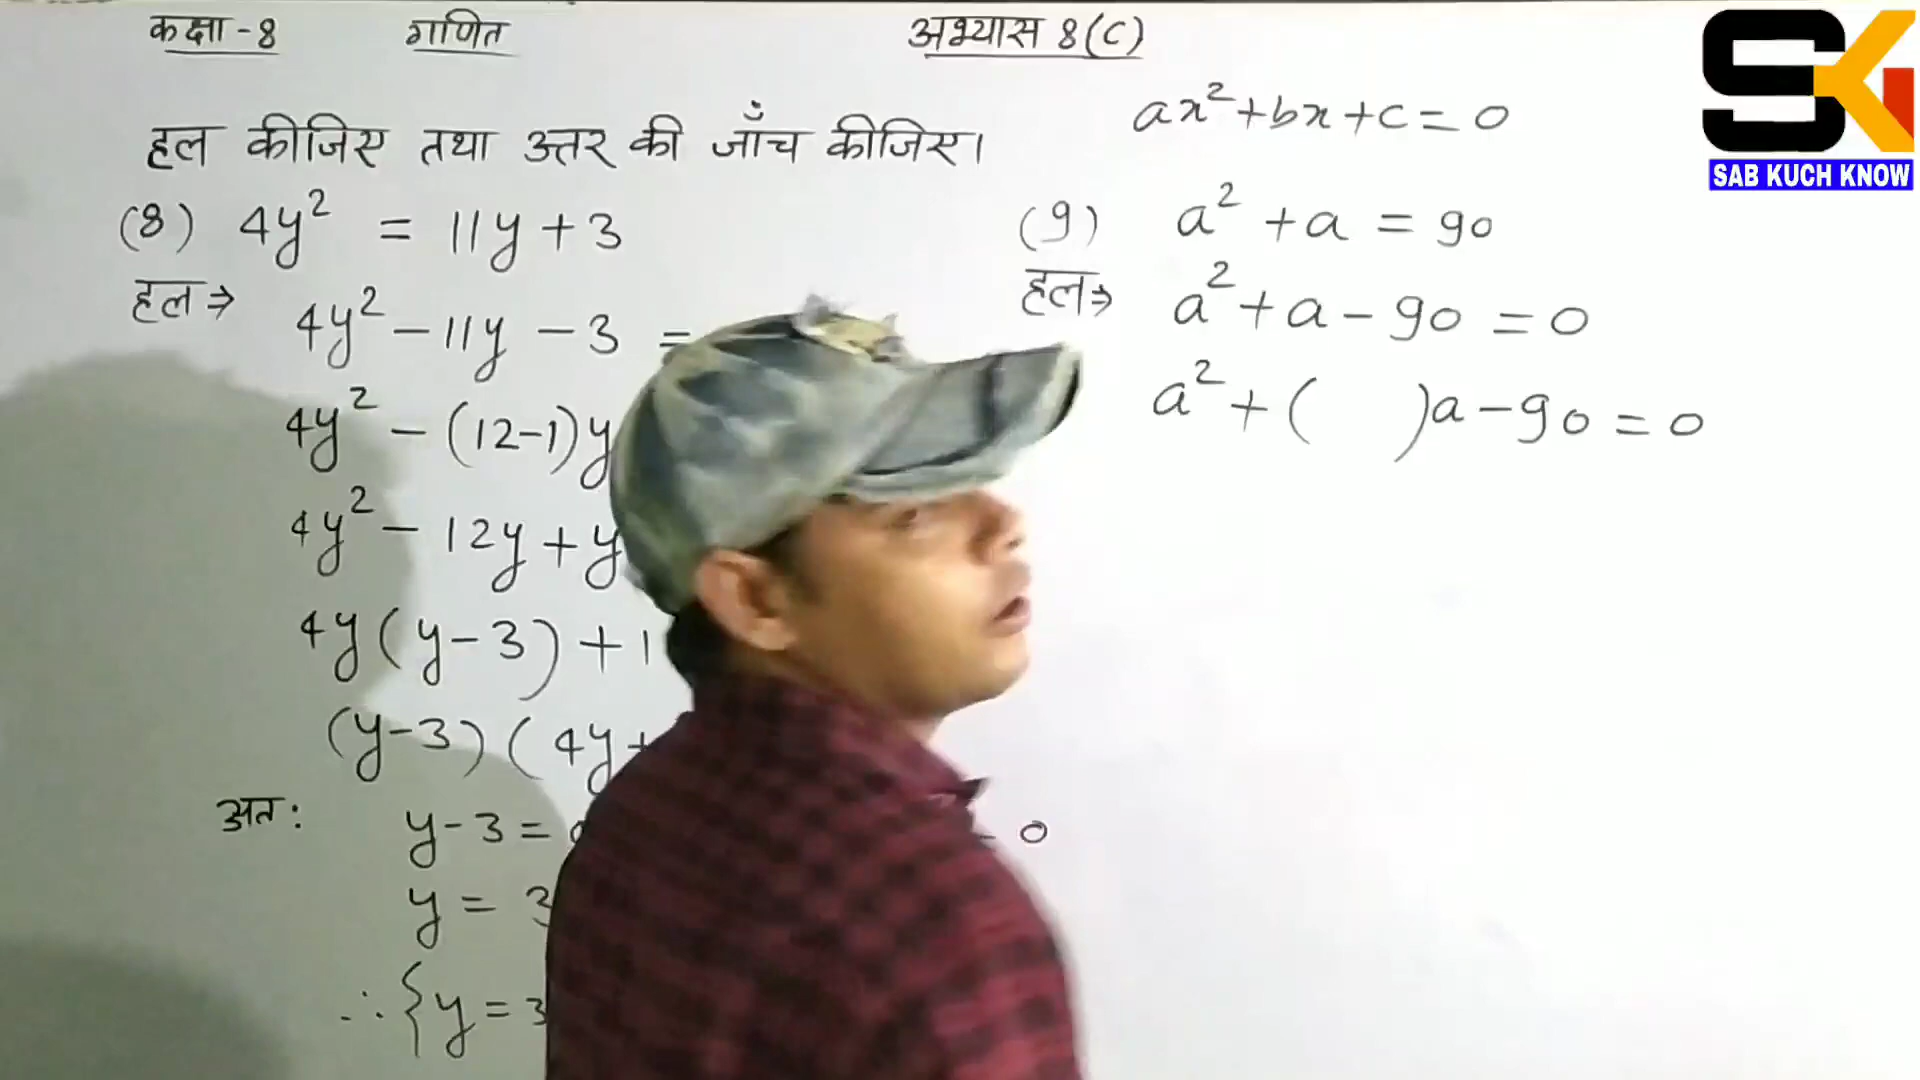 कक्षा - 8 गणित अभ्यास 8(C)
हल कीजिए तथा उत्तर की जाँच कीजिए।
(8) 4y² = 11y + 3
हल ⇒
4y² - 11y - 3 =
4y² - (12-1)y
4y² - 12y + y
4y(y-3) + 1
(y-3)(4y+
अतः y-3 = 0
y = 3
∴ { y = 3
0
ax² + bx + c = 0
(9) a² + a = 90
हल ⇒ a² + a - 90 = 0
a² + ( )a - 90 = 0
SK
SAB KUCH KNOW